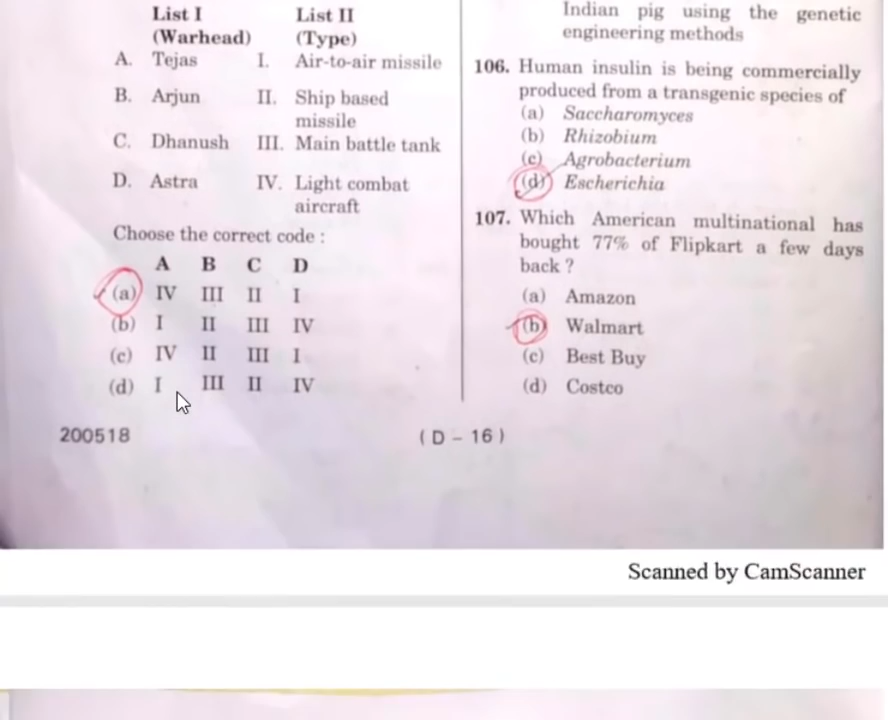 List I List II
(Warhead) (Type)
A. Tejas I. Air-to-air missile
B. Arjun II. Ship based
missile
C. Dhanush III. Main battle tank
D. Astra IV. Light combat
aircraft
Choose the correct code :
A B C D
(a) IV III II I
(b) I II III IV
(c) IV II III I
(d) I III II IV
Indian pig using the genetic
engineering methods
106. Human insulin is being commercially
produced from a transgenic species of
(a) Saccharomyces
(b) Rhizobium
(c) Agrobacterium
(d) Escherichia
107. Which American multinational has
bought 77% of Flipkart a few days
back ?
(a) Amazon
(b) Walmart
(c) Best Buy
(d) Costco
200518 ( D – 16 )
Scanned by CamScanner